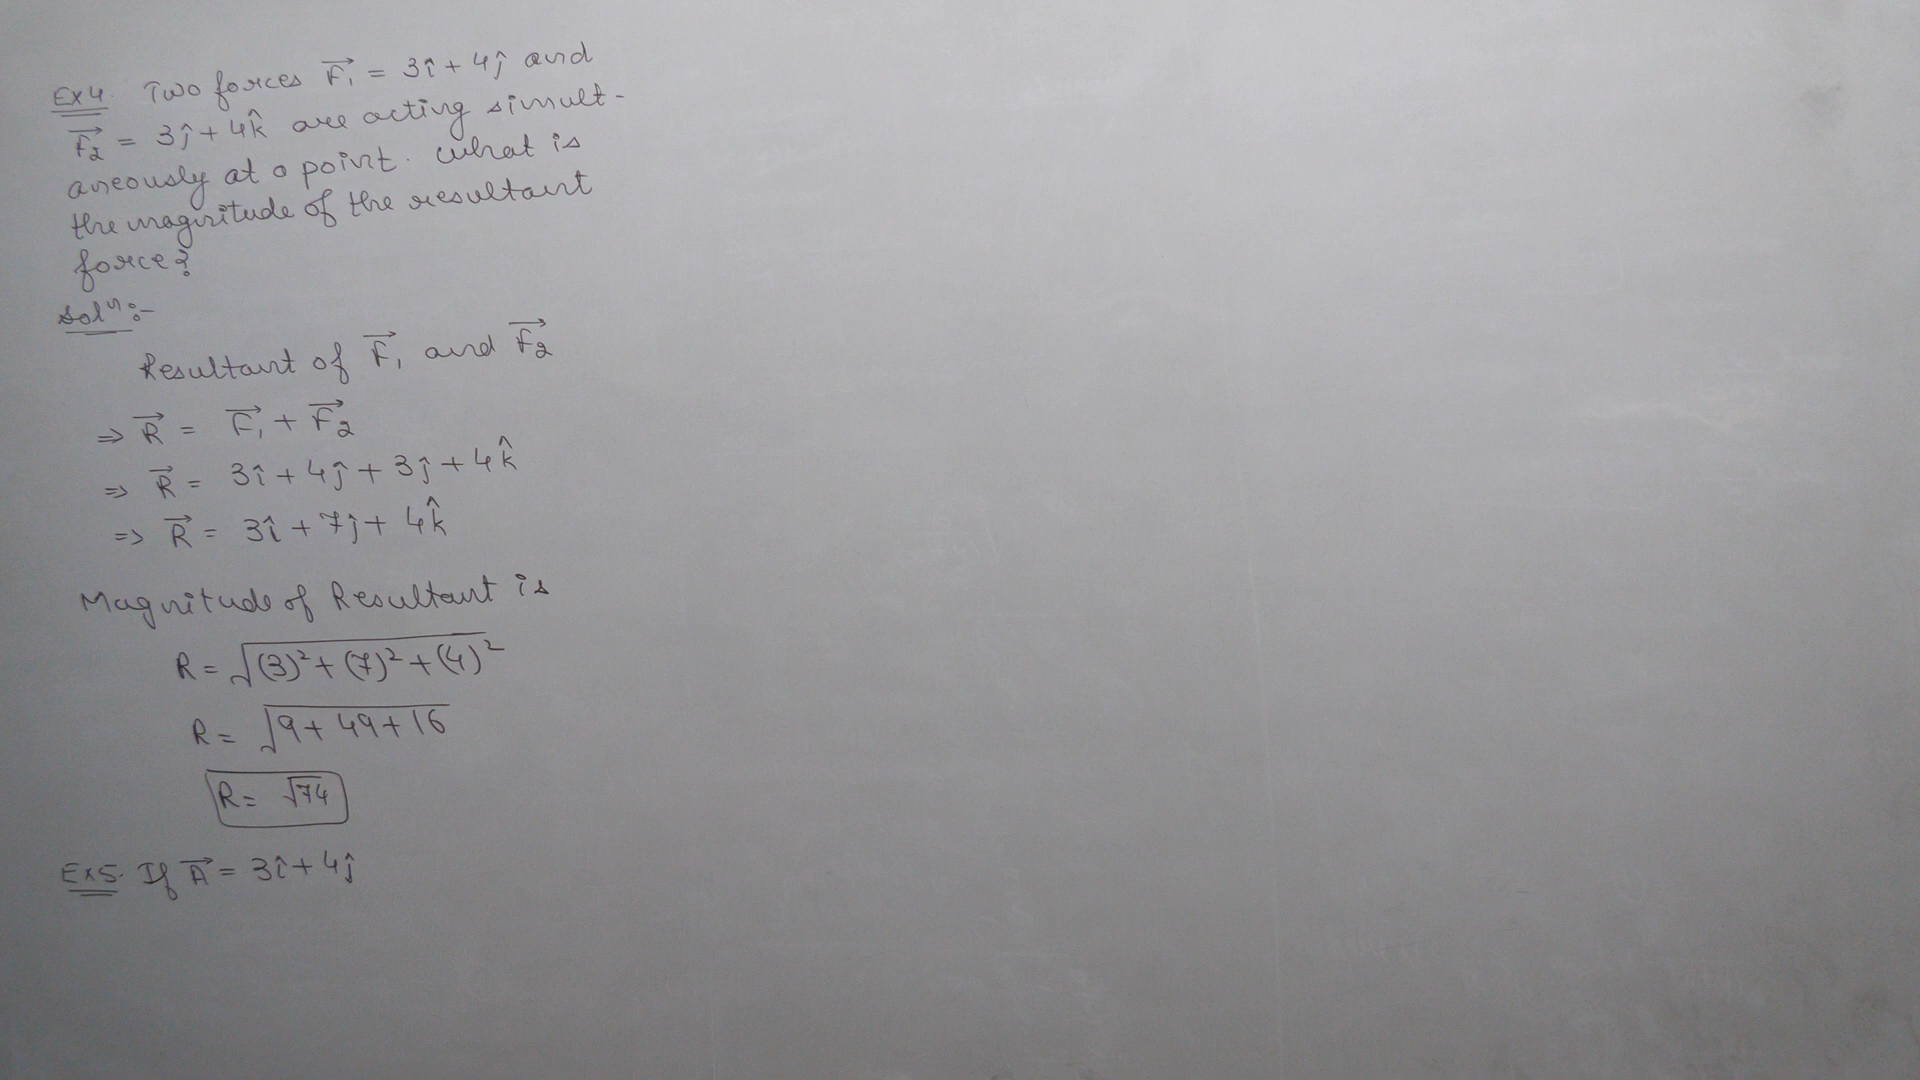 Ex4. Two forces F⃗₁ = 3î + 4ĵ and
F⃗₂ = 3ĵ + 4k̂ are acting simult-
aneously at a point. What is
the magnitude of the resultant
force?
Solⁿ:-
Resultant of F⃗₁ and F⃗₂
⇒ R⃗ = F⃗₁ + F⃗₂
⇒ R⃗ = 3î + 4ĵ + 3ĵ + 4k̂
⇒ R⃗ = 3î + 7ĵ + 4k̂
Magnitude of Resultant is
R = √(3)² + (7)² + (4)²
R = √9 + 49 + 16
R = √74
Ex5. If A⃗ = 3î + 4ĵ